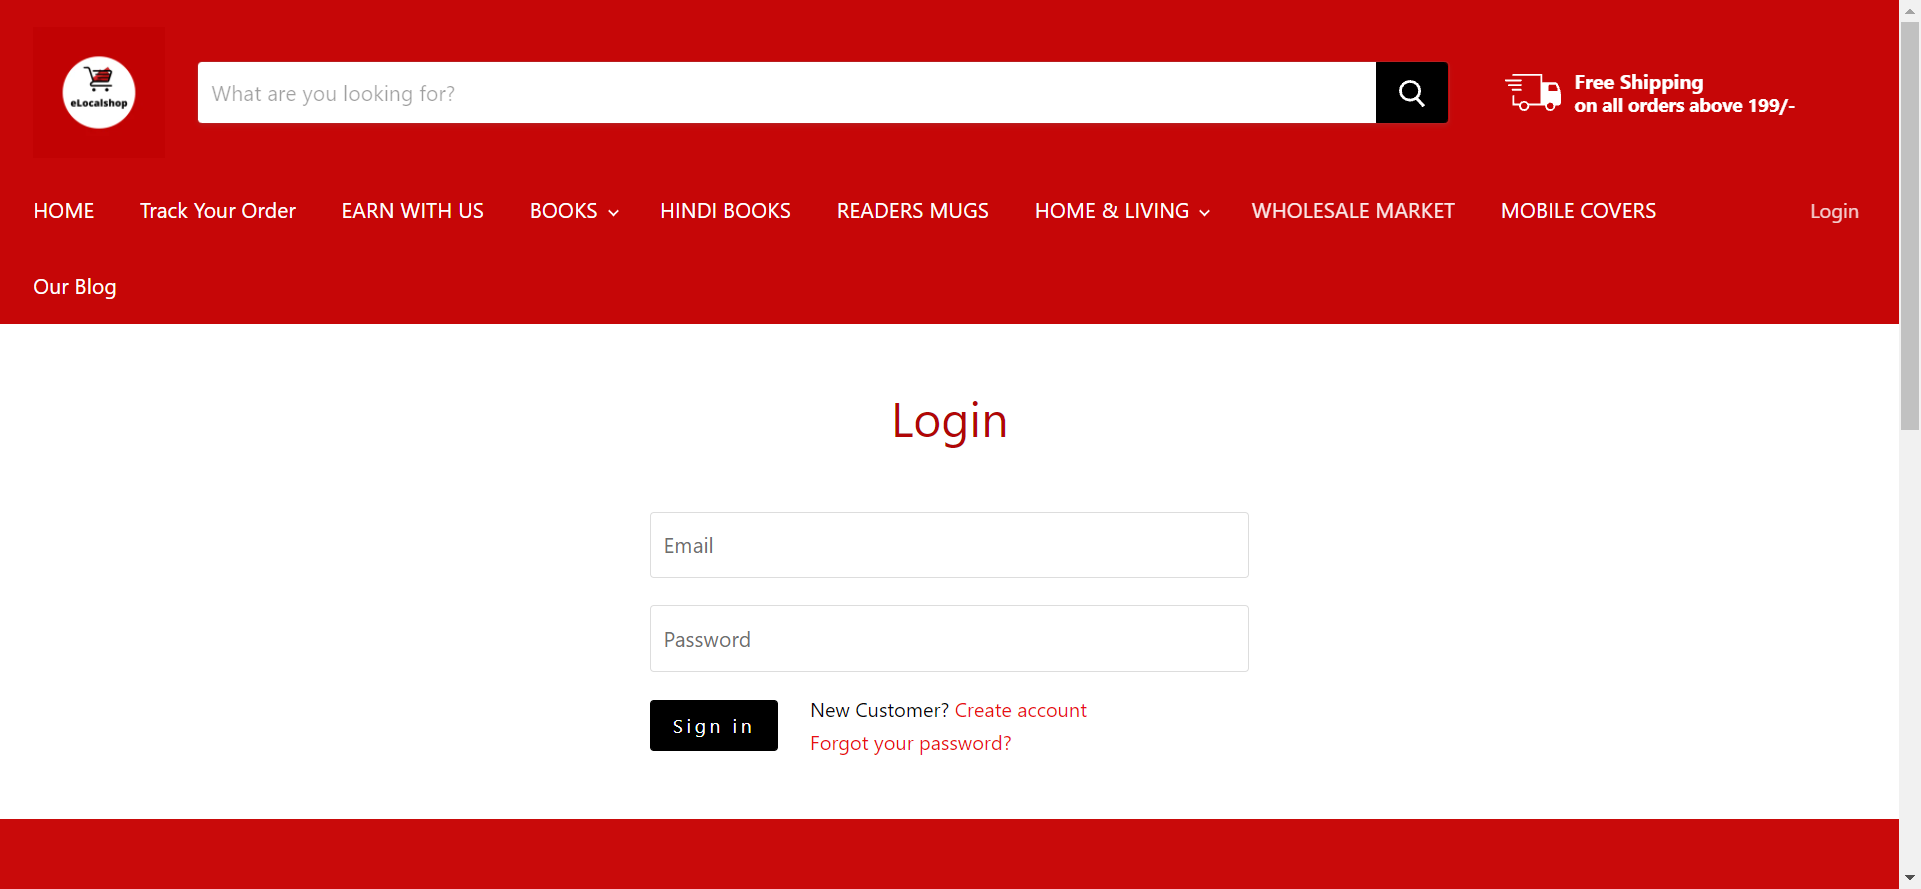 eLocalshop
What are you looking for?
Free Shipping
on all orders above 199/-
HOME
Track Your Order
EARN WITH US
BOOKS
HINDI BOOKS
READERS MUGS
HOME & LIVING
WHOLESALE MARKET
MOBILE COVERS
Login
Our Blog
Login
Email
Password
Sign in
New Customer? Create account
Forgot your password?